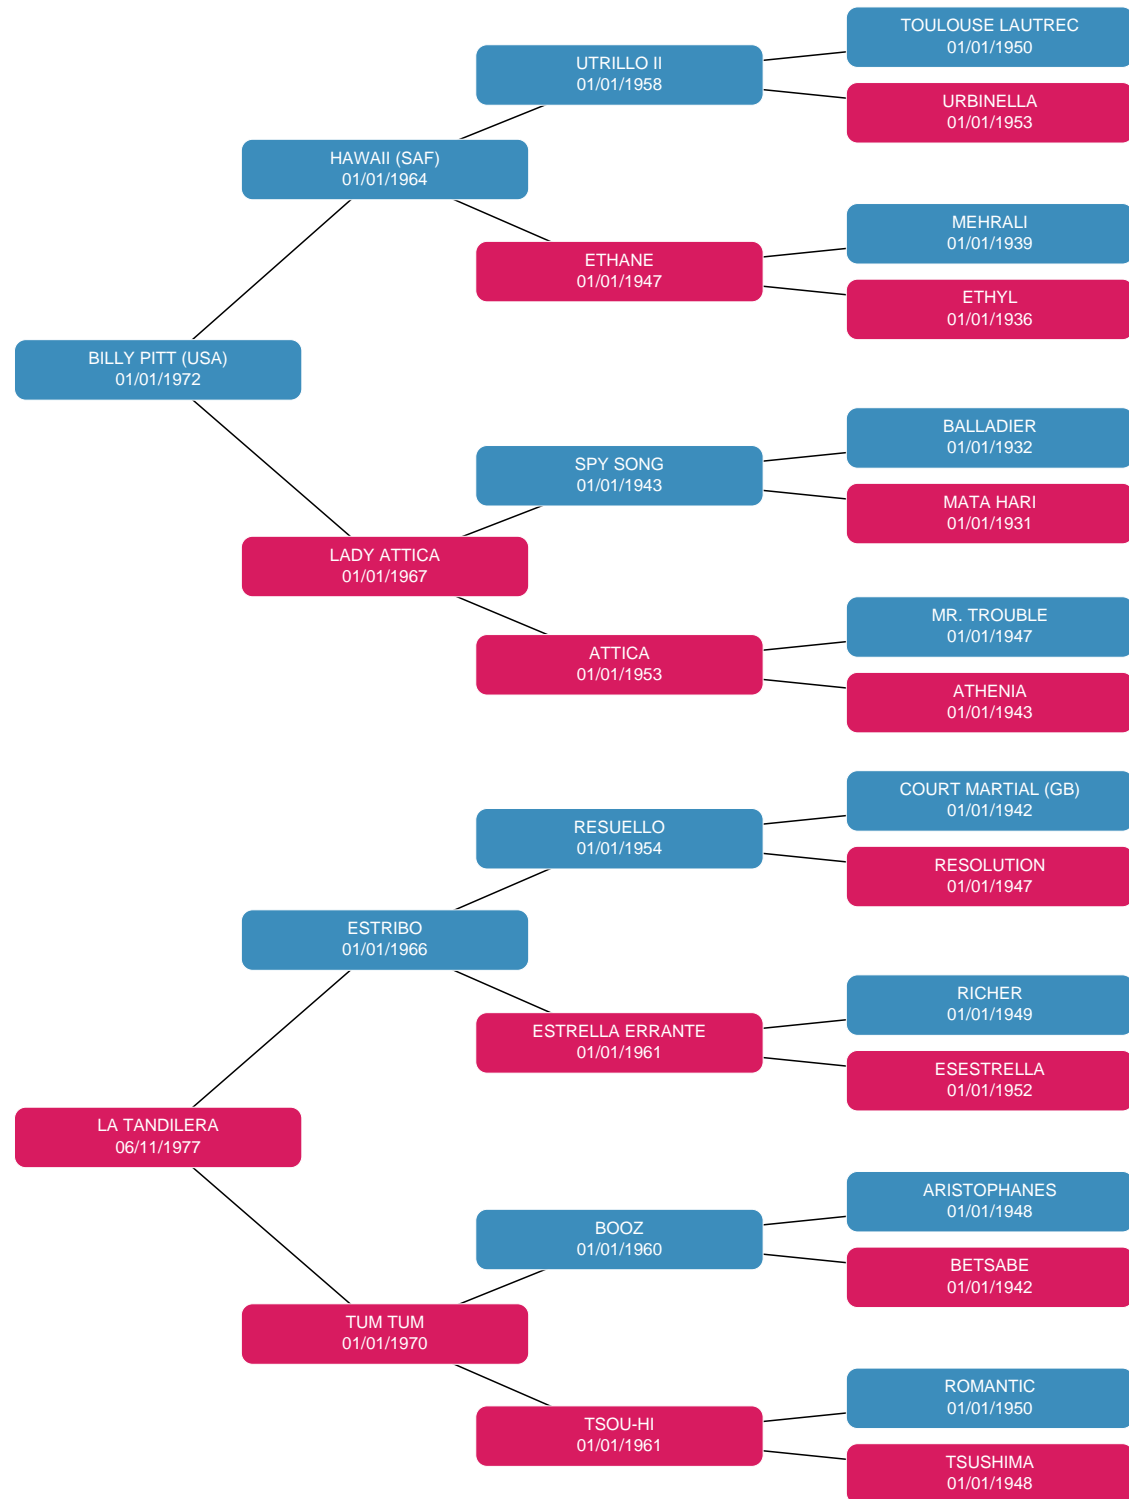 TOULOUSE LAUTREC
01/01/1950
UTRILLO II
01/01/1958
URBINELLA
01/01/1953
HAWAII (SAF)
01/01/1964
MEHRALI
01/01/1939
ETHANE
01/01/1947
ETHYL
01/01/1936
BILLY PITT (USA)
01/01/1972
BALLADIER
01/01/1932
SPY SONG
01/01/1943
MATA HARI
01/01/1931
LADY ATTICA
01/01/1967
MR. TROUBLE
01/01/1947
ATTICA
01/01/1953
ATHENIA
01/01/1943
COURT MARTIAL (GB)
01/01/1942
RESUELLO
01/01/1954
RESOLUTION
01/01/1947
ESTRIBO
01/01/1966
RICHER
01/01/1949
ESTRELLA ERRANTE
01/01/1961
ESESTRELLA
01/01/1952
LA TANDILERA
06/11/1977
ARISTOPHANES
01/01/1948
BOOZ
01/01/1960
BETSABE
01/01/1942
TUM TUM
01/01/1970
ROMANTIC
01/01/1950
TSOU-HI
01/01/1961
TSUSHIMA
01/01/1948